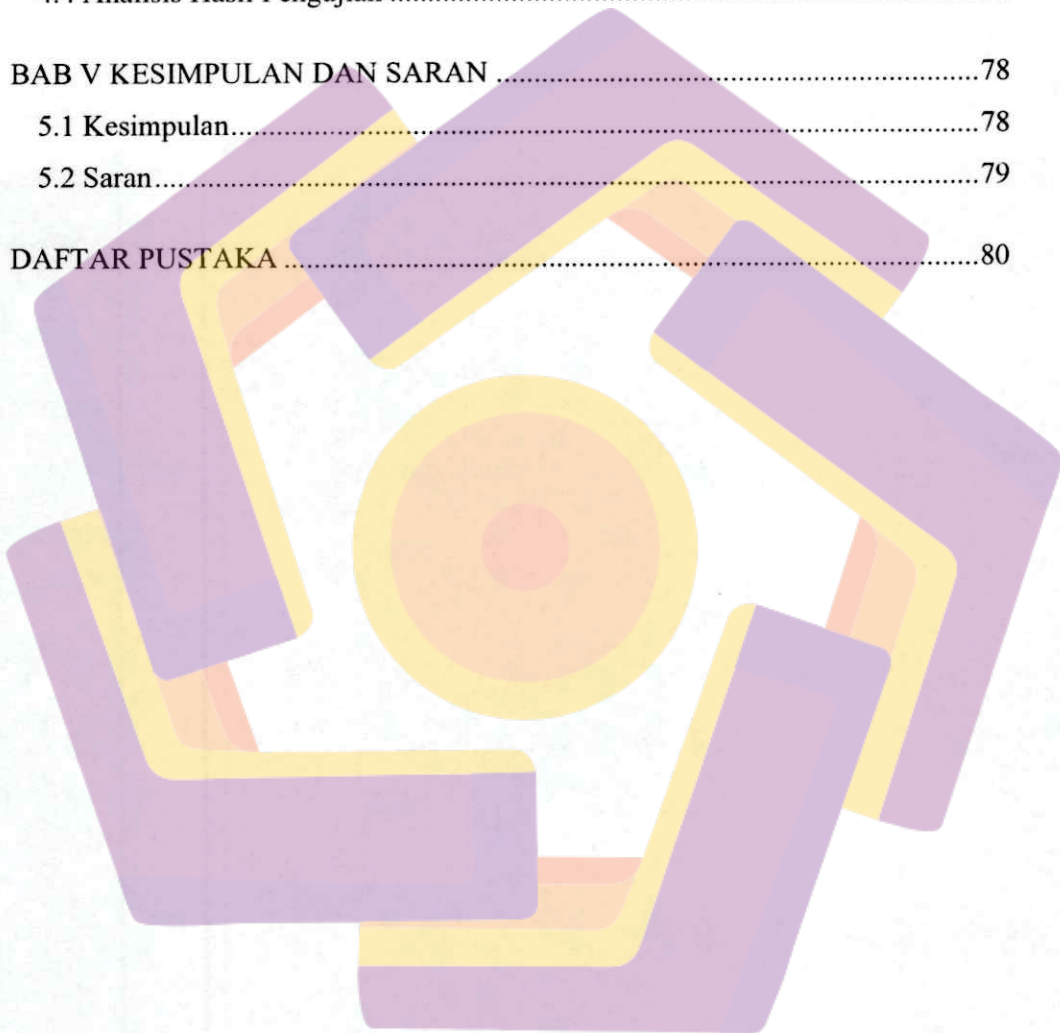 BAB V KESIMPULAN DAN SARAN ........................................................................78
5.1 Kesimpulan................................................................................................................78
5.2 Saran...........................................................................................................................79
DAFTAR PUSTAKA .......................................................................................................80